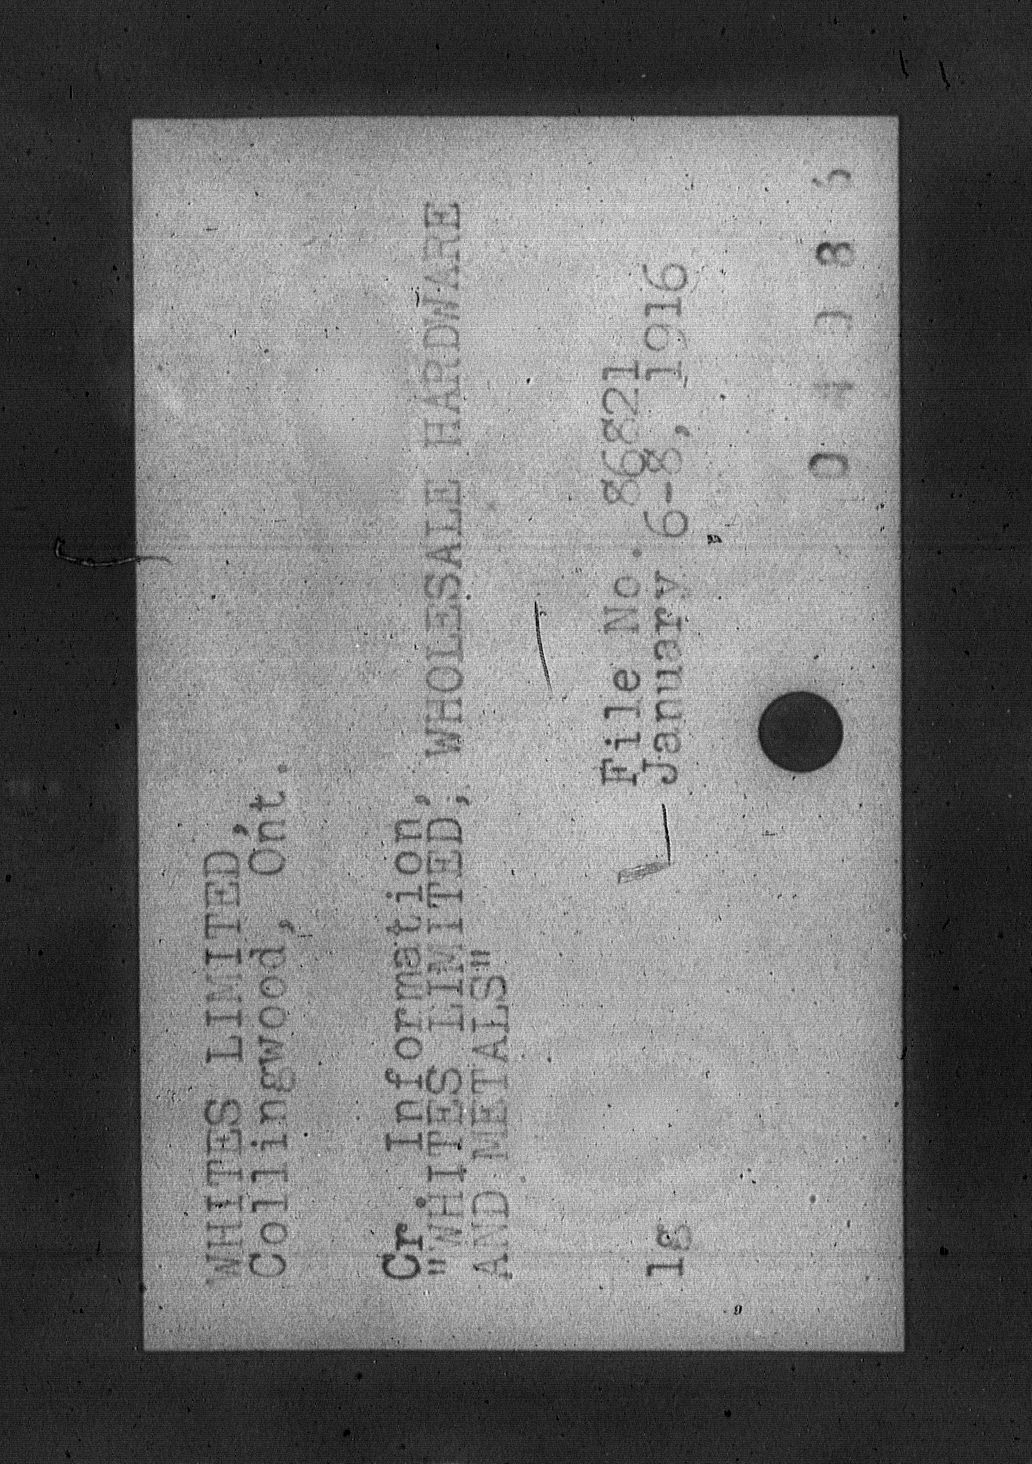 WHITES LIMITED,
Collingwood, Ont.
Cr. Information,
"WHITES LIMITED; WHOLESALE HARDWARE
AND METALS"
File No. 86821
lg January 6-8, 1916